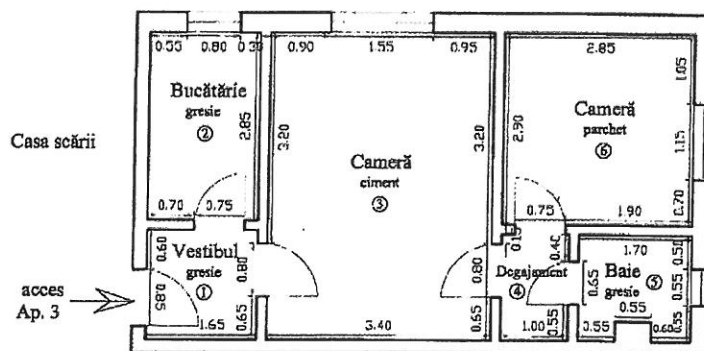 0.55 0.80 0.30
0.90 1.55 0.95
2.85
Bucătărie
gresie
②
2.85
3.20
3.20
2.90
1.05
Cameră
parchet
⑥
1.15
Casa scării
Cameră
ciment
③
0.70 0.75
0.75 1.90
0.70
0.60
Vestibul
gresie
①
0.80
0.15
0.40
1.70
0.50
acces
Ap. 3
0.85
0.80
Degajament
④
0.65
Baie
gresie
⑤
0.55
0.55
1.65
0.65
3.40
0.65
1.00
0.55
0.55
0.60
0.55